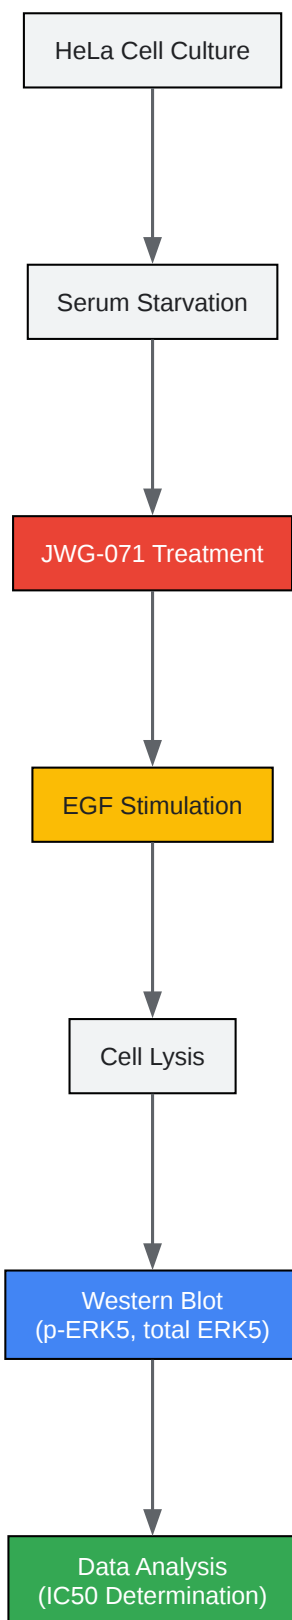 HeLa Cell Culture
Serum Starvation
JWG-071 Treatment
EGF Stimulation
Cell Lysis
Western Blot
(p-ERK5, total ERK5)
Data Analysis
(IC50 Determination)